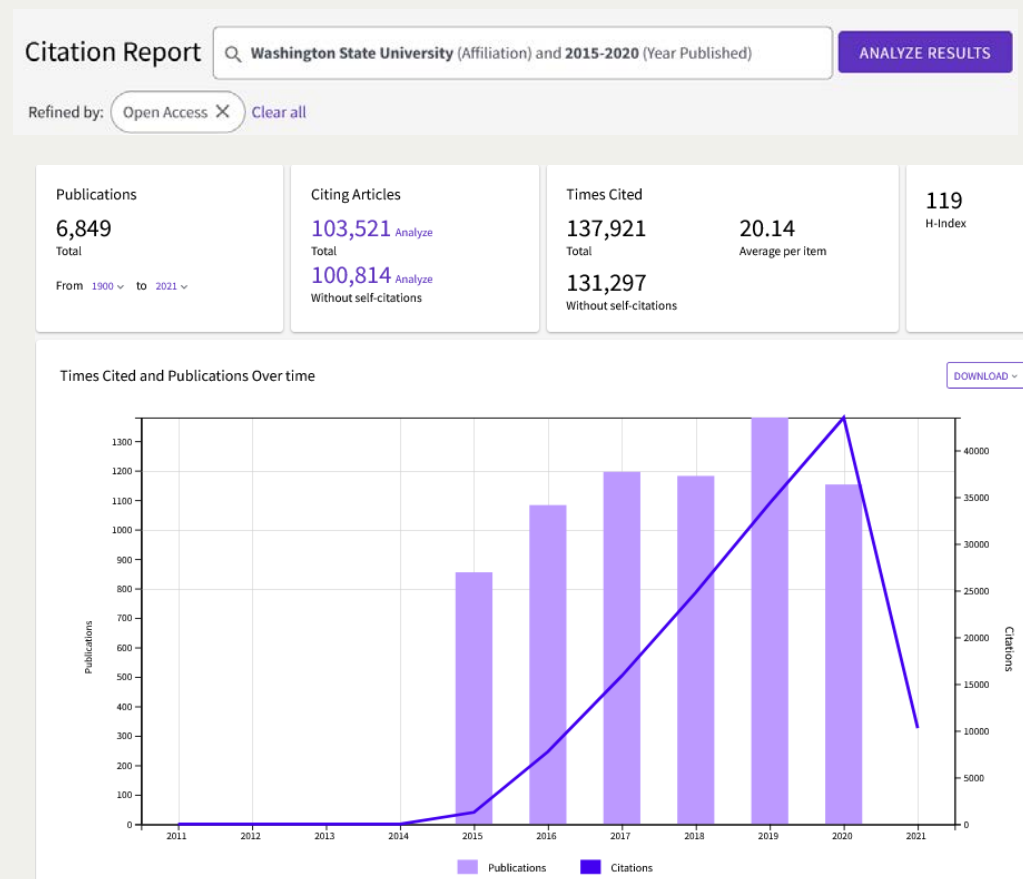 Citation Report
Washington State University (Affiliation) and 2015-2020 (Year Published)
ANALYZE RESULTS
Refined by: Open Access Clear all
Publications
6,849
Total
From 1900 to 2021
Citing Articles
103,521 Analyze
Total
100,814 Analyze
Without self-citations
Times Cited
137,921
Total
131,297
Without self-citations
20.14
Average per item
119
H-Index
Times Cited and Publications Over time
DOWNLOAD
Publications
1300
1200
1100
1000
900
800
700
600
500
400
300
200
100
0
40000
35000
30000
25000
20000
15000
10000
5000
0
Citations
2011 2012 2013 2014 2015 2016 2017 2018 2019 2020 2021
Publications Citations